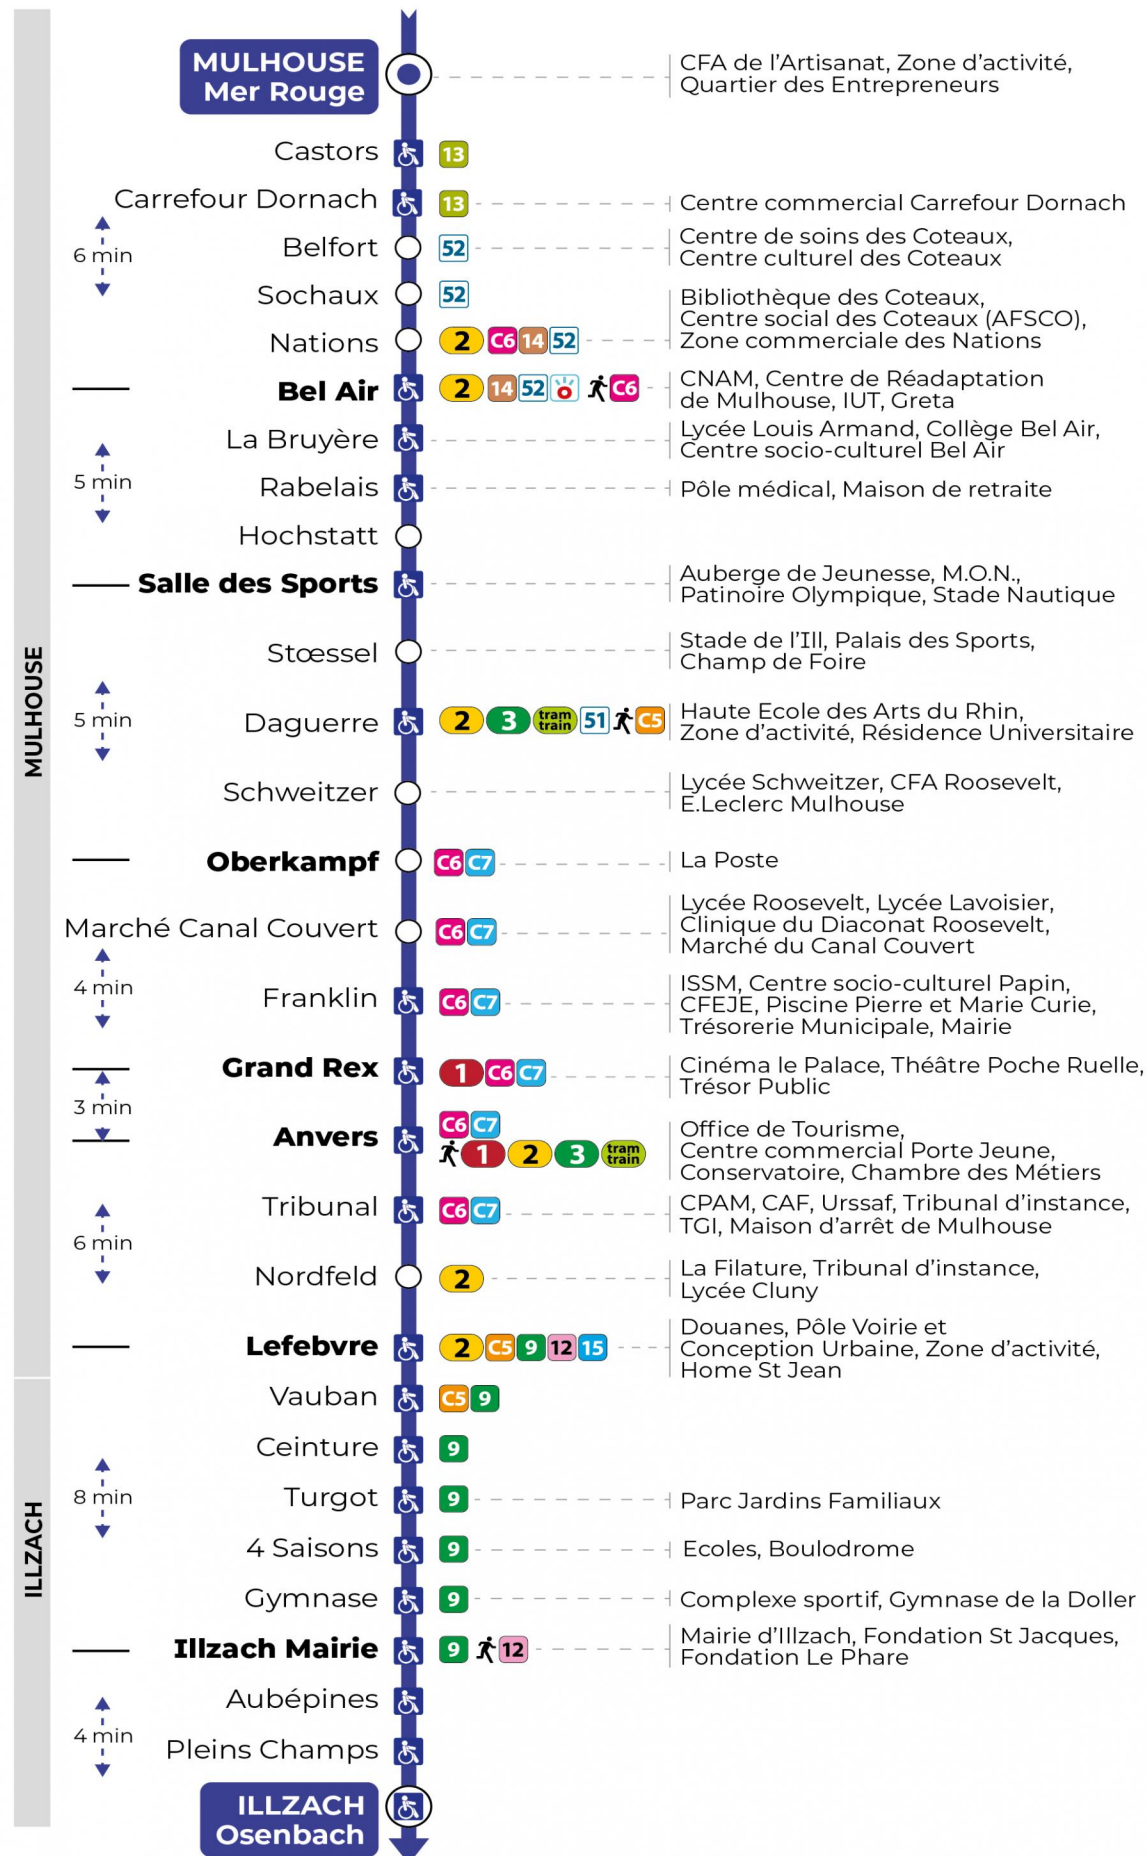 MULHOUSE
Mer Rouge
CFA de l’Artisanat, Zone d’activité,
Quartier des Entrepreneurs
Castors
13
Carrefour Dornach
13
Centre commercial Carrefour Dornach
6 min
Belfort
52
Centre de soins des Coteaux,
Centre culturel des Coteaux
Sochaux
52
Nations
2 C6 14 52
Bibliothèque des Coteaux,
Centre social des Coteaux (AFSCO),
Zone commerciale des Nations
Bel Air
2 14 52 C6
CNAM, Centre de Réadaptation
de Mulhouse, IUT, Greta
La Bruyère
Lycée Louis Armand, Collège Bel Air,
Centre socio-culturel Bel Air
5 min
Rabelais
Pôle médical, Maison de retraite
Hochstatt
Salle des Sports
Auberge de Jeunesse, M.O.N.,
Patinoire Olympique, Stade Nautique
MULHOUSE
Stœssel
Stade de l’Ill, Palais des Sports,
Champ de Foire
5 min
Daguerre
2 3 tram train 51 C5
Haute Ecole des Arts du Rhin,
Zone d’activité, Résidence Universitaire
Schweitzer
Lycée Schweitzer, CFA Roosevelt,
E.Leclerc Mulhouse
Oberkampf
C6 C7
La Poste
Marché Canal Couvert
C6 C7
Lycée Roosevelt, Lycée Lavoisier,
Clinique du Diaconat Roosevelt,
Marché du Canal Couvert
4 min
Franklin
C6 C7
ISSM, Centre socio-culturel Papin,
CFEJE, Piscine Pierre et Marie Curie,
Trésorerie Municipale, Mairie
Grand Rex
1 C6 C7
Cinéma le Palace, Théâtre Poche Ruelle,
Trésor Public
3 min
Anvers
C6 C7
1 2 3 tram train
Office de Tourisme,
Centre commercial Porte Jeune,
Conservatoire, Chambre des Métiers
Tribunal
C6 C7
CPAM, CAF, Urssaf, Tribunal d’instance,
TGI, Maison d’arrêt de Mulhouse
6 min
Nordfeld
2
La Filature, Tribunal d’instance,
Lycée Cluny
Lefebvre
2 C5 9 12 15
Douanes, Pôle Voirie et
Conception Urbaine, Zone d’activité,
Home St Jean
Vauban
C5 9
Ceinture
9
8 min
Turgot
9
Parc Jardins Familiaux
ILLZACH
4 Saisons
9
Ecoles, Boulodrome
Gymnase
9
Complexe sportif, Gymnase de la Doller
Illzach Mairie
9 12
Mairie d’Illzach, Fondation St Jacques,
Fondation Le Phare
Aubépines
4 min
Pleins Champs
ILLZACH
Osenbach